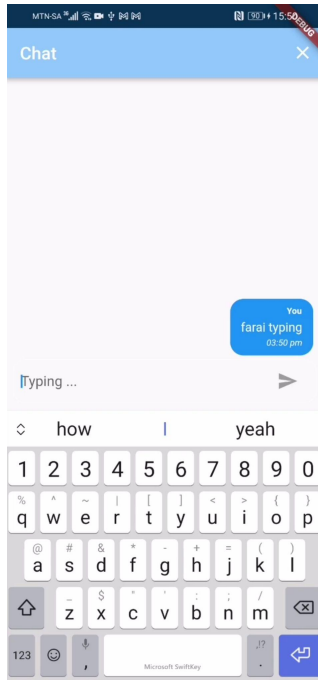 MTN-SA 36 90 15:50
DEBUG
Chat
You
farai typing
03:50 pm
Typing ...
how yeah
1 2 3 4 5 6 7 8 9 0
% ^ ~ | [ ] < > { }
q w e r t y u i o p
@ # & * - + = ( )
a s d f g h j k l
_ $ " ' : ; /
z x c v b n m
,!?
123 , Microsoft SwiftKey .